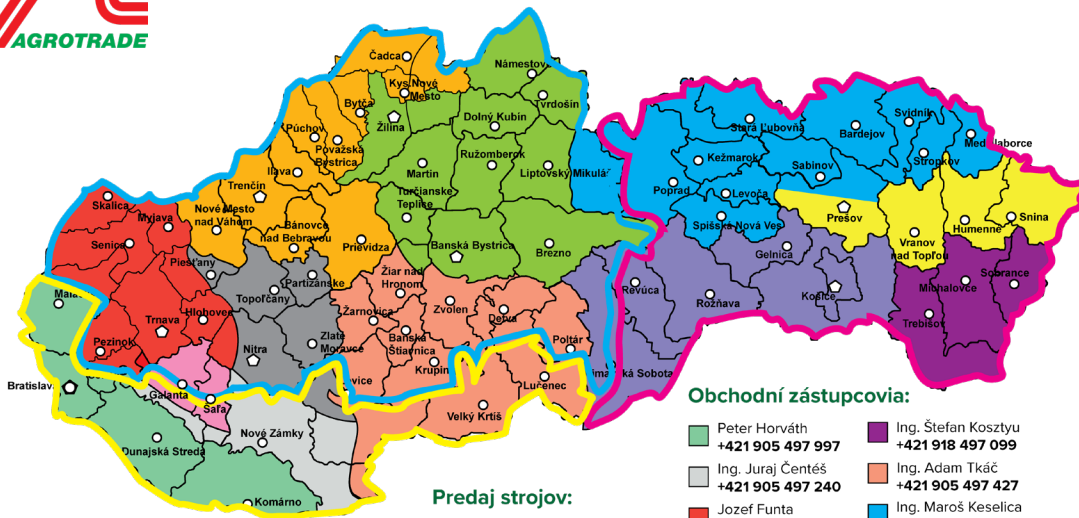 AGROTRADE
Čadca
Kys.Nové
Mesto
Námestov
Tvrdošín
Bytča
Žilina
Dolný Kubín
Púchov
Považská
Bystrica
Ružomberok
Ilava
Martin
Liptovský Mikuláš
Trenčín
Turčianske
Teplice
Nové Mesto
nad Váhom
Bánovce
nad Bebravou
Prievidza
Banská Bystrica
Brezno
Skalica
Myjava
Senica
Piešťany
Partizánske
Topoľčany
Žiar nad
Hronom
Žarnovica
Zvolen
Detva
Banská
Štiavnica
Krupin
Poltár
Hlohovec
Trnava
Pezinok
Nitra
Zlaté
Moravce
Bratislava
Galanta
Šaľa
Lučenec
Veľký Krtíš
Nové Zámky
Dunajská Streda
Komárno
Stará Ľubovňa
Bardejov
Svidník
Stropkov
Kežmarok
Sabinov
Poprad
Levoča
Spišská Nová Ves
Prešov
Vranov
nad Topľou
Humenné
Snina
Gelnica
Košice
Rožňava
Revúca
Michalovce
Sobrance
Trebišov
Obchodní zástupcovia:
Peter Horváth
+421 905 497 997
Ing. Juraj Čentéš
+421 905 497 240
Jozef Funta
Ing. Štefan Kosztyu
+421 918 497 099
Ing. Adam Tkáč
+421 905 497 427
Ing. Maroš Keselica
Predaj strojov: